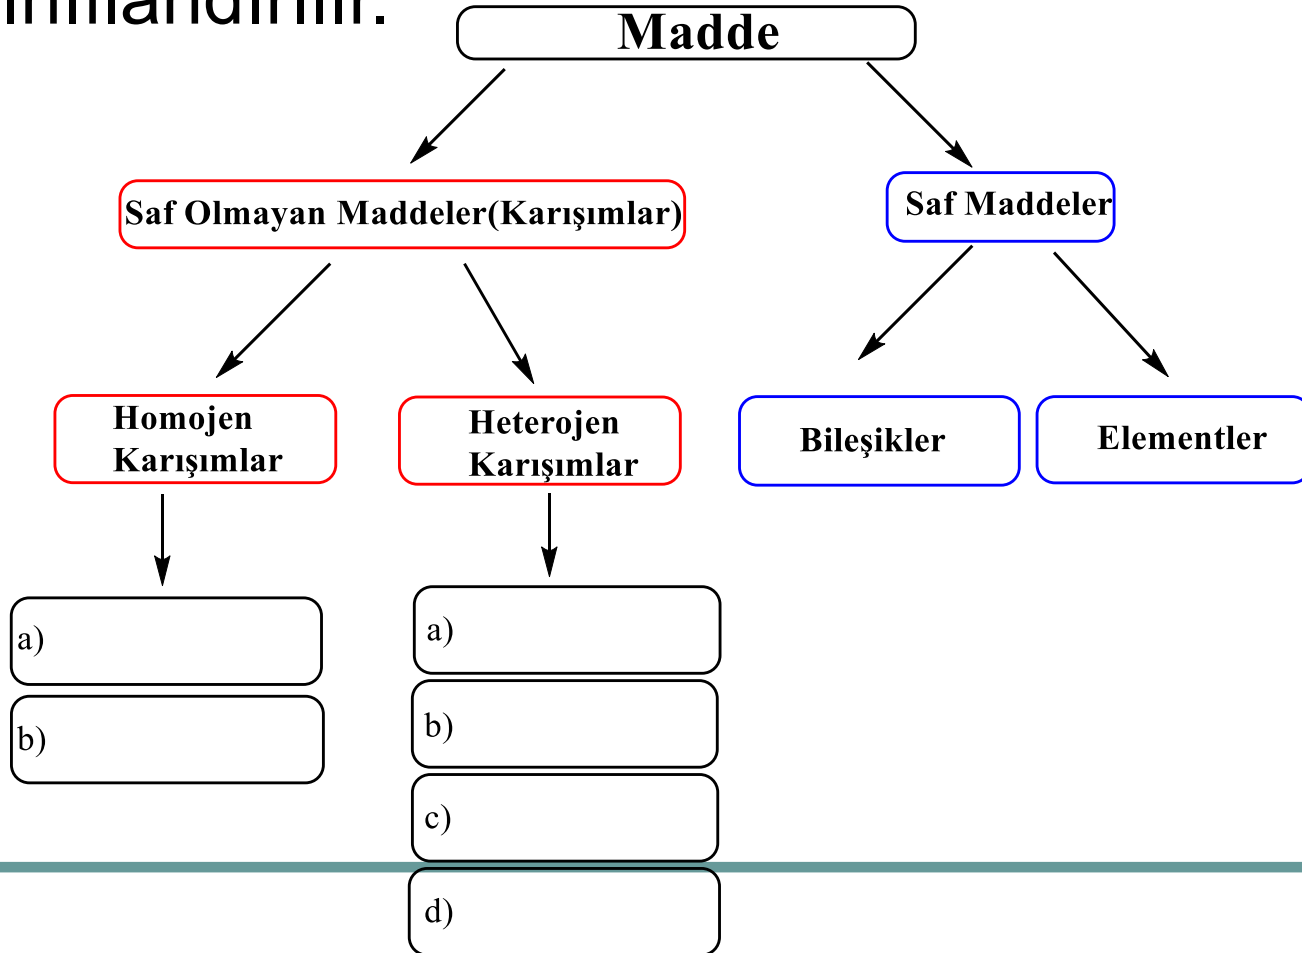 Madde
Saf Olmayan Maddeler(Karışımlar)
Saf Maddeler
Homojen
Karışımlar
Heterojen
Karışımlar
Bileşikler
Elementler
a)
b)
a)
b)
c)
d)